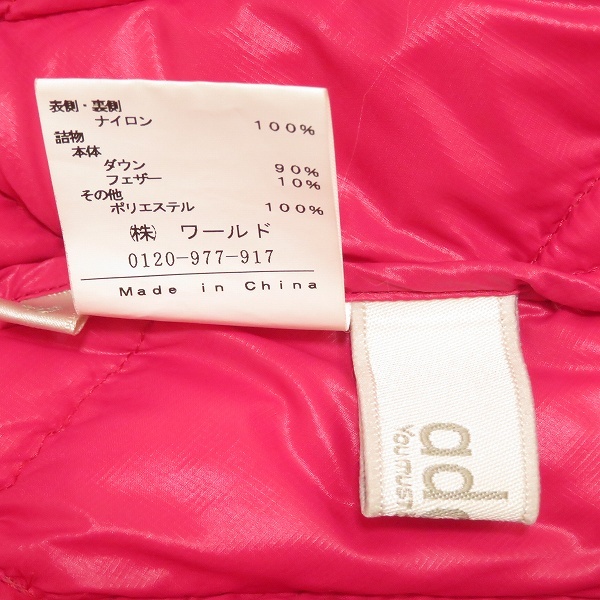 表側・裏側
ナイロン 100%
詰物
本体
ダウン 90%
フェザー 10%
その他
ポリエステル 100%
(株) ワールド
0120-977-917
Made in China
YOU MUST